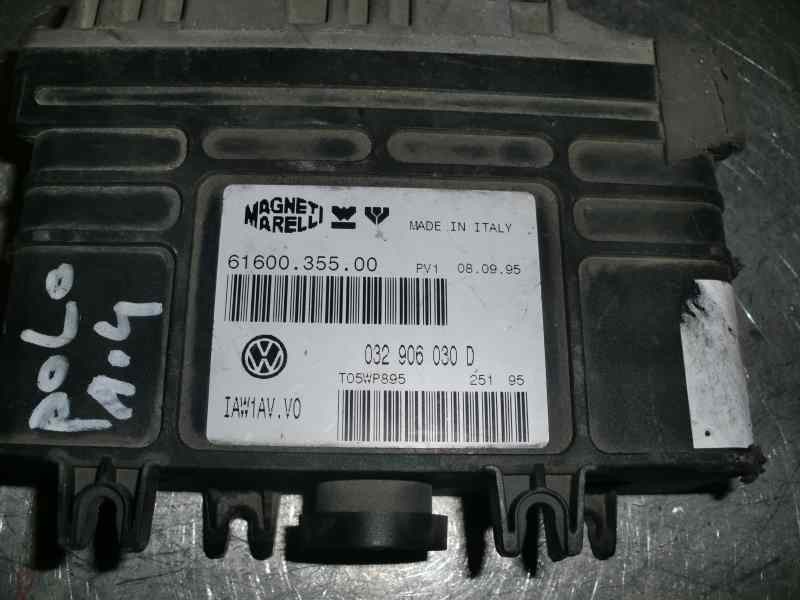 MAGNETI MARELLI
MADE IN ITALY
61600.355.00 PV1 08.09.95
VW 032 906 030 D
T05WP895 251 95
IAW1AV.V0
POLO
1.4